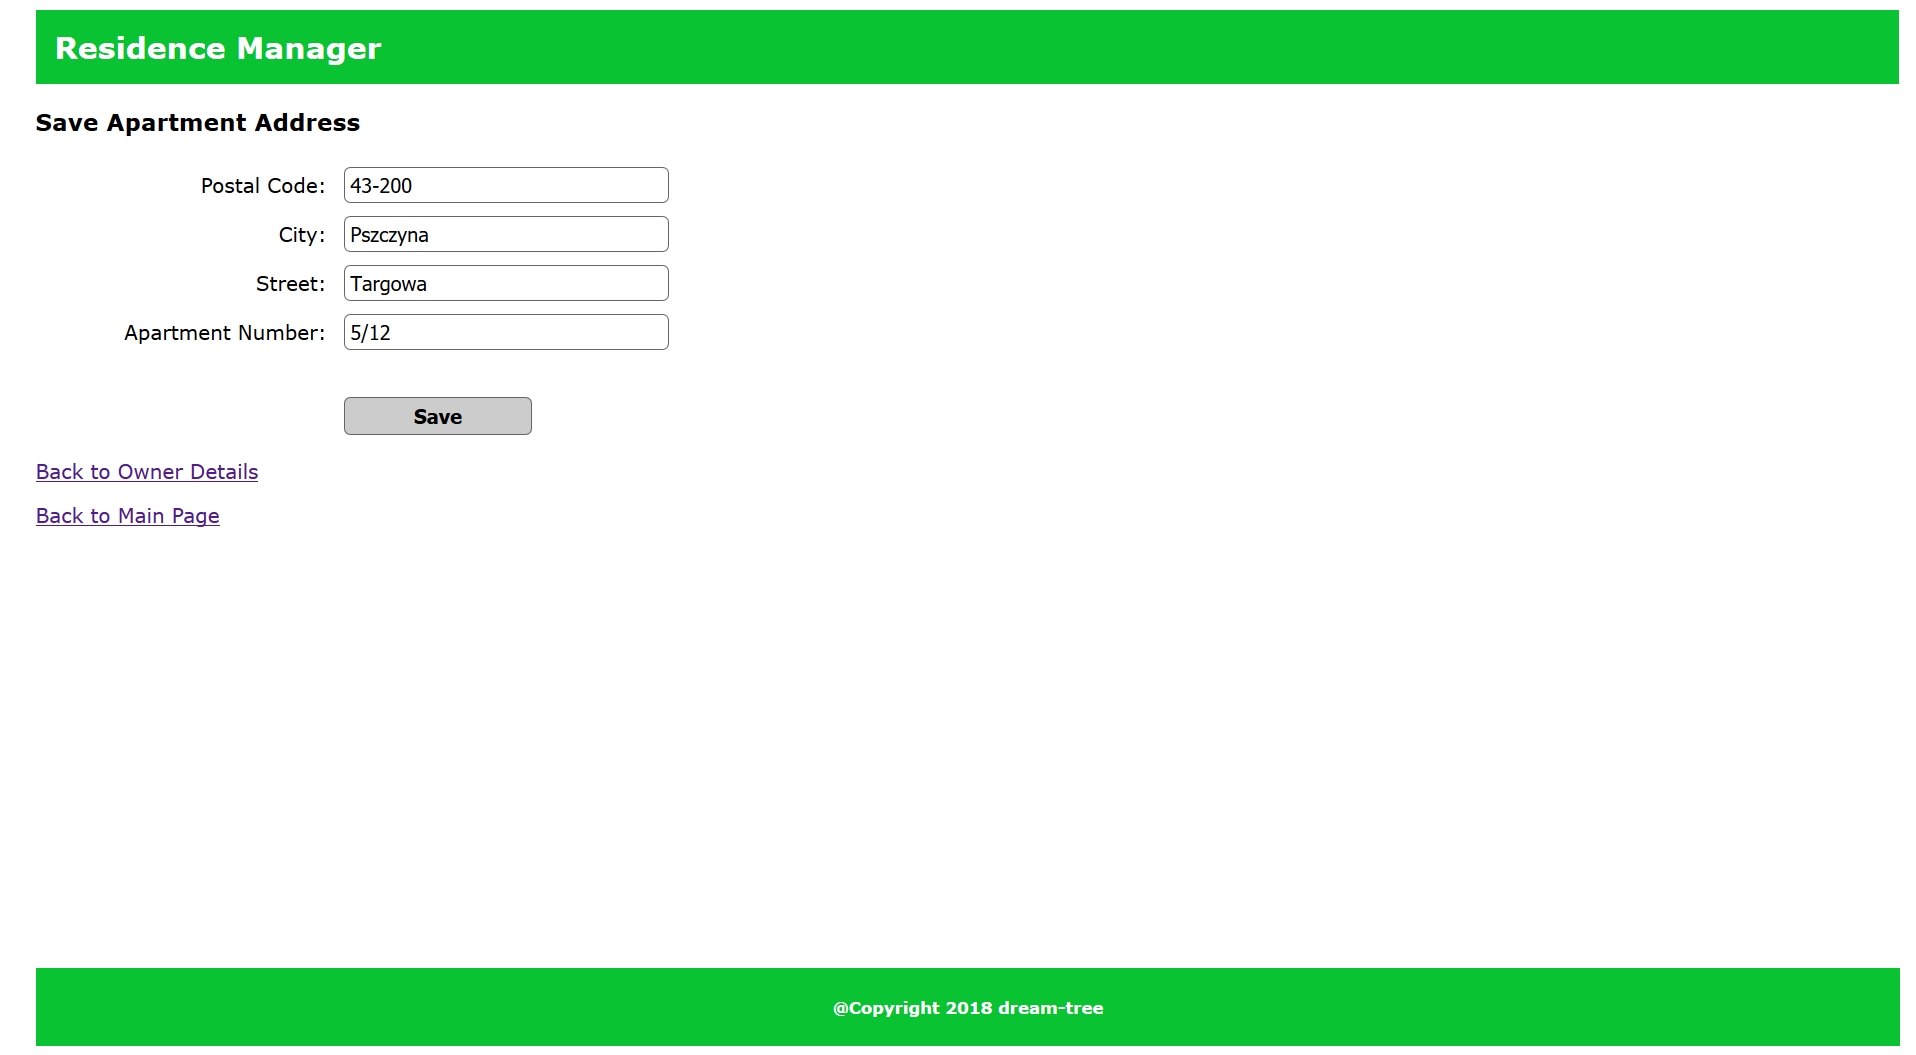 Residence Manager
Save Apartment Address
Postal Code: 43-200
City: Pszczyna
Street: Targowa
Apartment Number: 5/12
Save
Back to Owner Details
Back to Main Page
@Copyright 2018 dream-tree